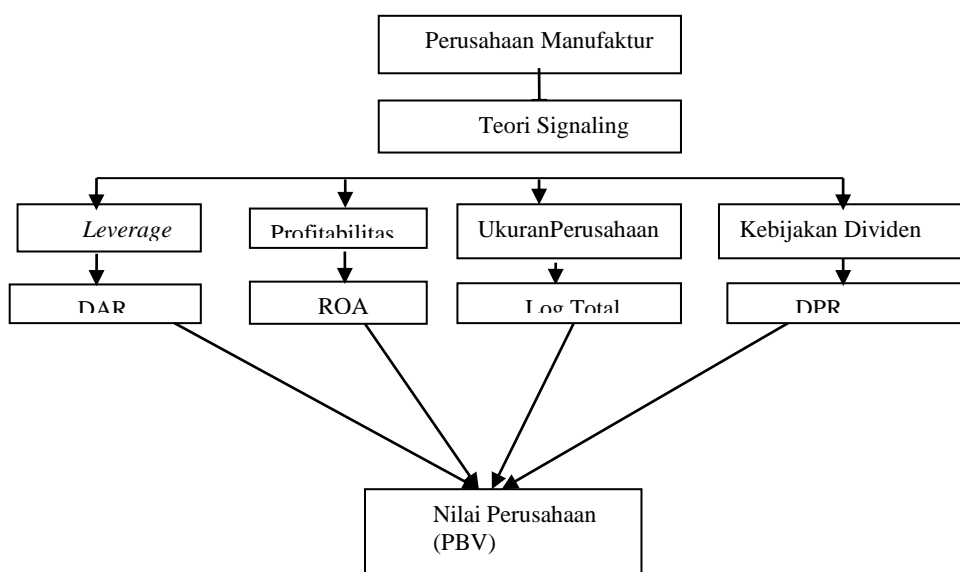 Perusahaan Manufaktur
Teori Signaling
Leverage
Profitabilitas
UkuranPerusahaan
Kebijakan Dividen
DAR
ROA
Log Total
DPR
Nilai Perusahaan
(PBV)